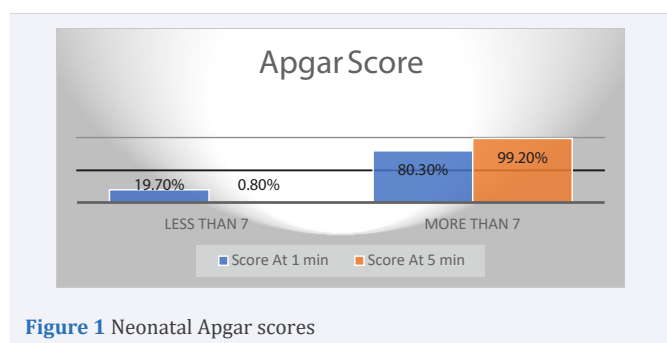 Apgar Score
19.70% 0.80% 80.30% 99.20%
LESS THAN 7 MORE THAN 7
Score At 1 min Score At 5 min
Figure 1 Neonatal Apgar scores